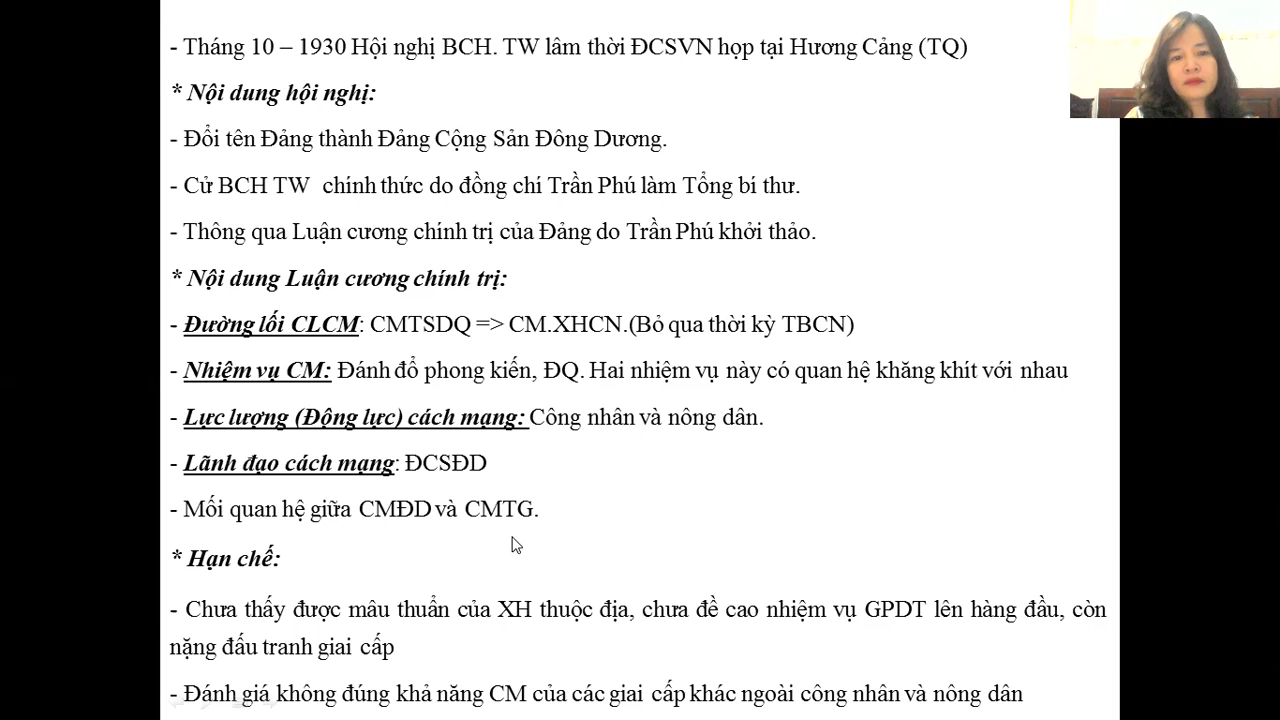 - Tháng 10 – 1930 Hội nghị BCH. TW lâm thời ĐCSVN họp tại Hương Cảng (TQ)
* Nội dung hội nghị:
- Đổi tên Đảng thành Đảng Cộng Sản Đông Dương.
- Cử BCH TW chính thức do đồng chí Trần Phú làm Tổng bí thư.
- Thông qua Luận cương chính trị của Đảng do Trần Phú khởi thảo.
* Nội dung Luận cương chính trị:
- Đường lối CLCM: CMTSDQ => CM.XHCN.(Bỏ qua thời kỳ TBCN)
- Nhiệm vụ CM: Đánh đổ phong kiến, ĐQ. Hai nhiệm vụ này có quan hệ khăng khít với nhau
- Lực lượng (Động lực) cách mạng: Công nhân và nông dân.
- Lãnh đạo cách mạng: ĐCSĐD
- Mối quan hệ giữa CMĐD và CMTG.
* Hạn chế:
- Chưa thấy được mâu thuẩn của XH thuộc địa, chưa đề cao nhiệm vụ GPDT lên hàng đầu, còn
nặng đấu tranh giai cấp
- Đánh giá không đúng khả năng CM của các giai cấp khác ngoài công nhân và nông dân